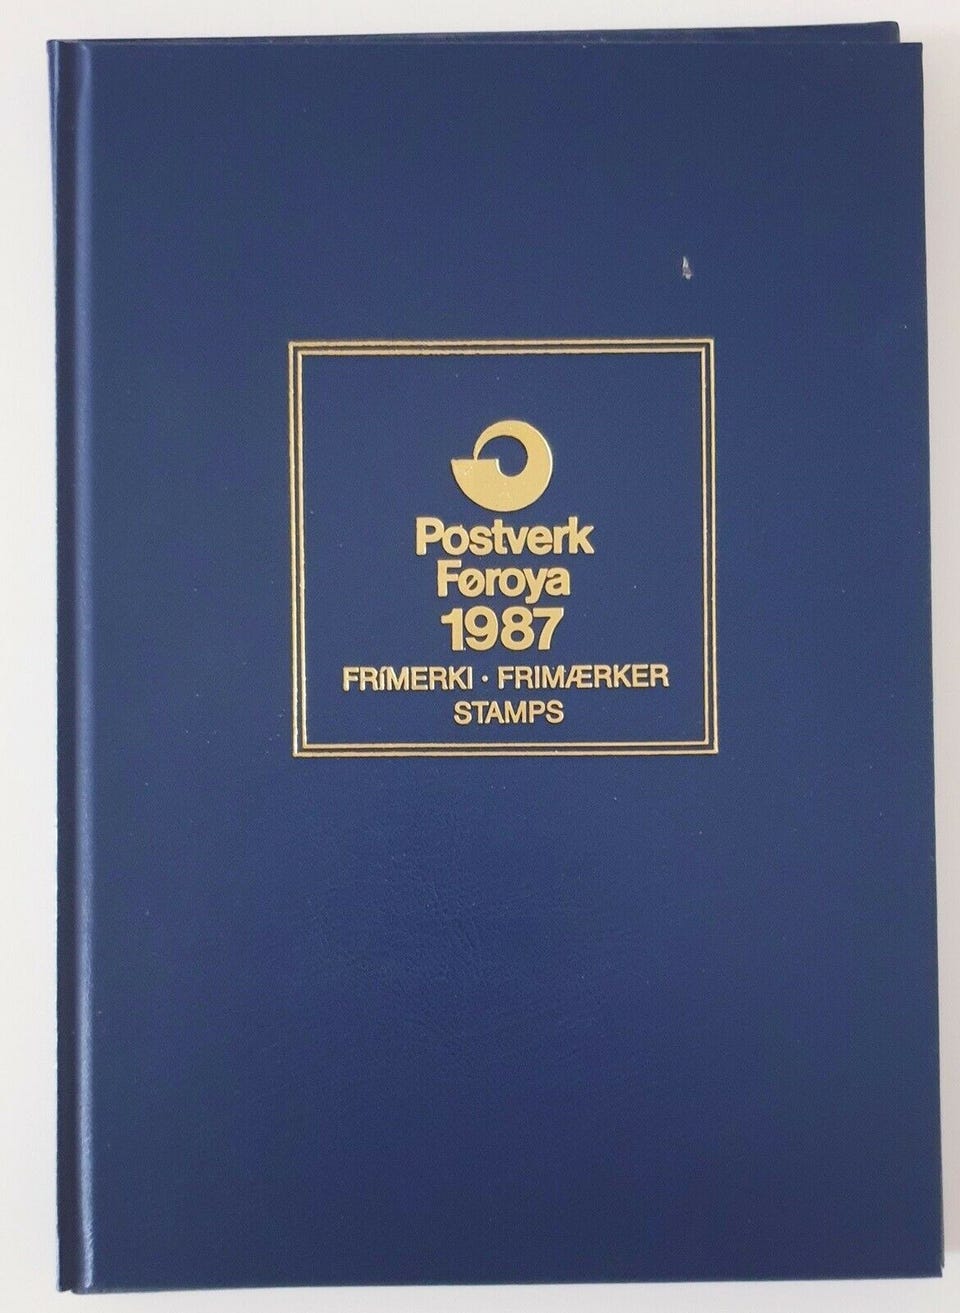 Postverk
Føroya
1987
FRÍMERKI · FRIMÆRKER
STAMPS